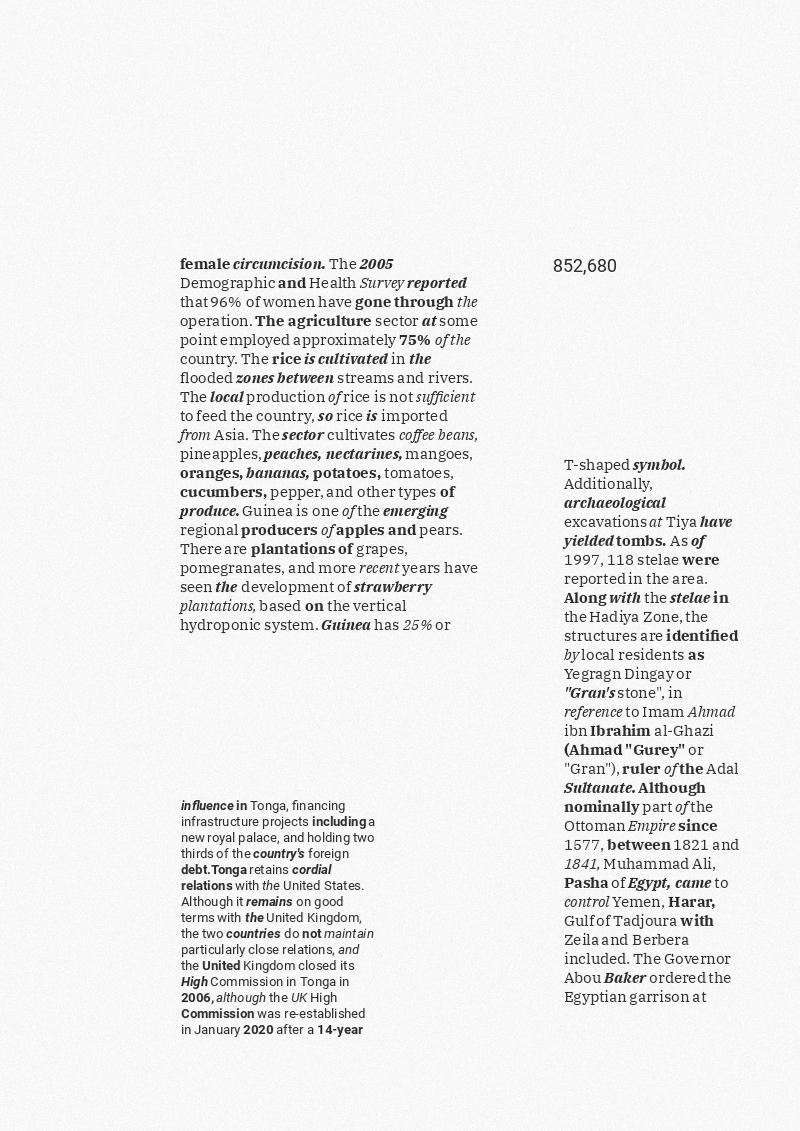 female circumcision. The 2005
Demographic and Health Survey reported
that 96% of women have gone through the
operation. The agriculture sector at some
point employed approximately 75% of the
country. The rice is cultivated in the
flooded zones between streams and rivers.
The local production of rice is not sufficient
to feed the country, so rice is imported
from Asia. The sector cultivates coffee beans,
pineapples, peaches, nectarines, mangoes,
oranges, bananas, potatoes, tomatoes,
cucumbers, pepper, and other types of
produce. Guinea is one of the emerging
regional producers of apples and pears.
There are plantations of grapes,
pomegranates, and more recent years have
seen the development of strawberry
plantations, based on the vertical
hydroponic system. Guinea has 25% or
852,680
T-shaped symbol.
Additionally,
archaeological
excavations at Tiya have
yielded tombs. As of
1997, 118 stelae were
reported in the area.
Along with the stelae in
the Hadiya Zone, the
structures are identified
by local residents as
Yegragn Dingay or
"Gran's stone", in
reference to Imam Ahmad
ibn Ibrahim al-Ghazi
(Ahmad "Gurey" or
"Gran"), ruler of the Adal
Sultanate. Although
nominally part of the
Ottoman Empire since
1577, between 1821 and
1841, Muhammad Ali,
Pasha of Egypt, came to
control Yemen, Harar,
Gulf of Tadjoura with
Zeila and Berbera
included. The Governor
Abou Baker ordered the
Egyptian garrison at
influence in Tonga, financing
infrastructure projects including a
new royal palace, and holding two
thirds of the country's foreign
debt.Tonga retains cordial
relations with the United States.
Although it remains on good
terms with the United Kingdom,
the two countries do not maintain
particularly close relations, and
the United Kingdom closed its
High Commission in Tonga in
2006, although the UK High
Commission was re-established
in January 2020 after a 14-year